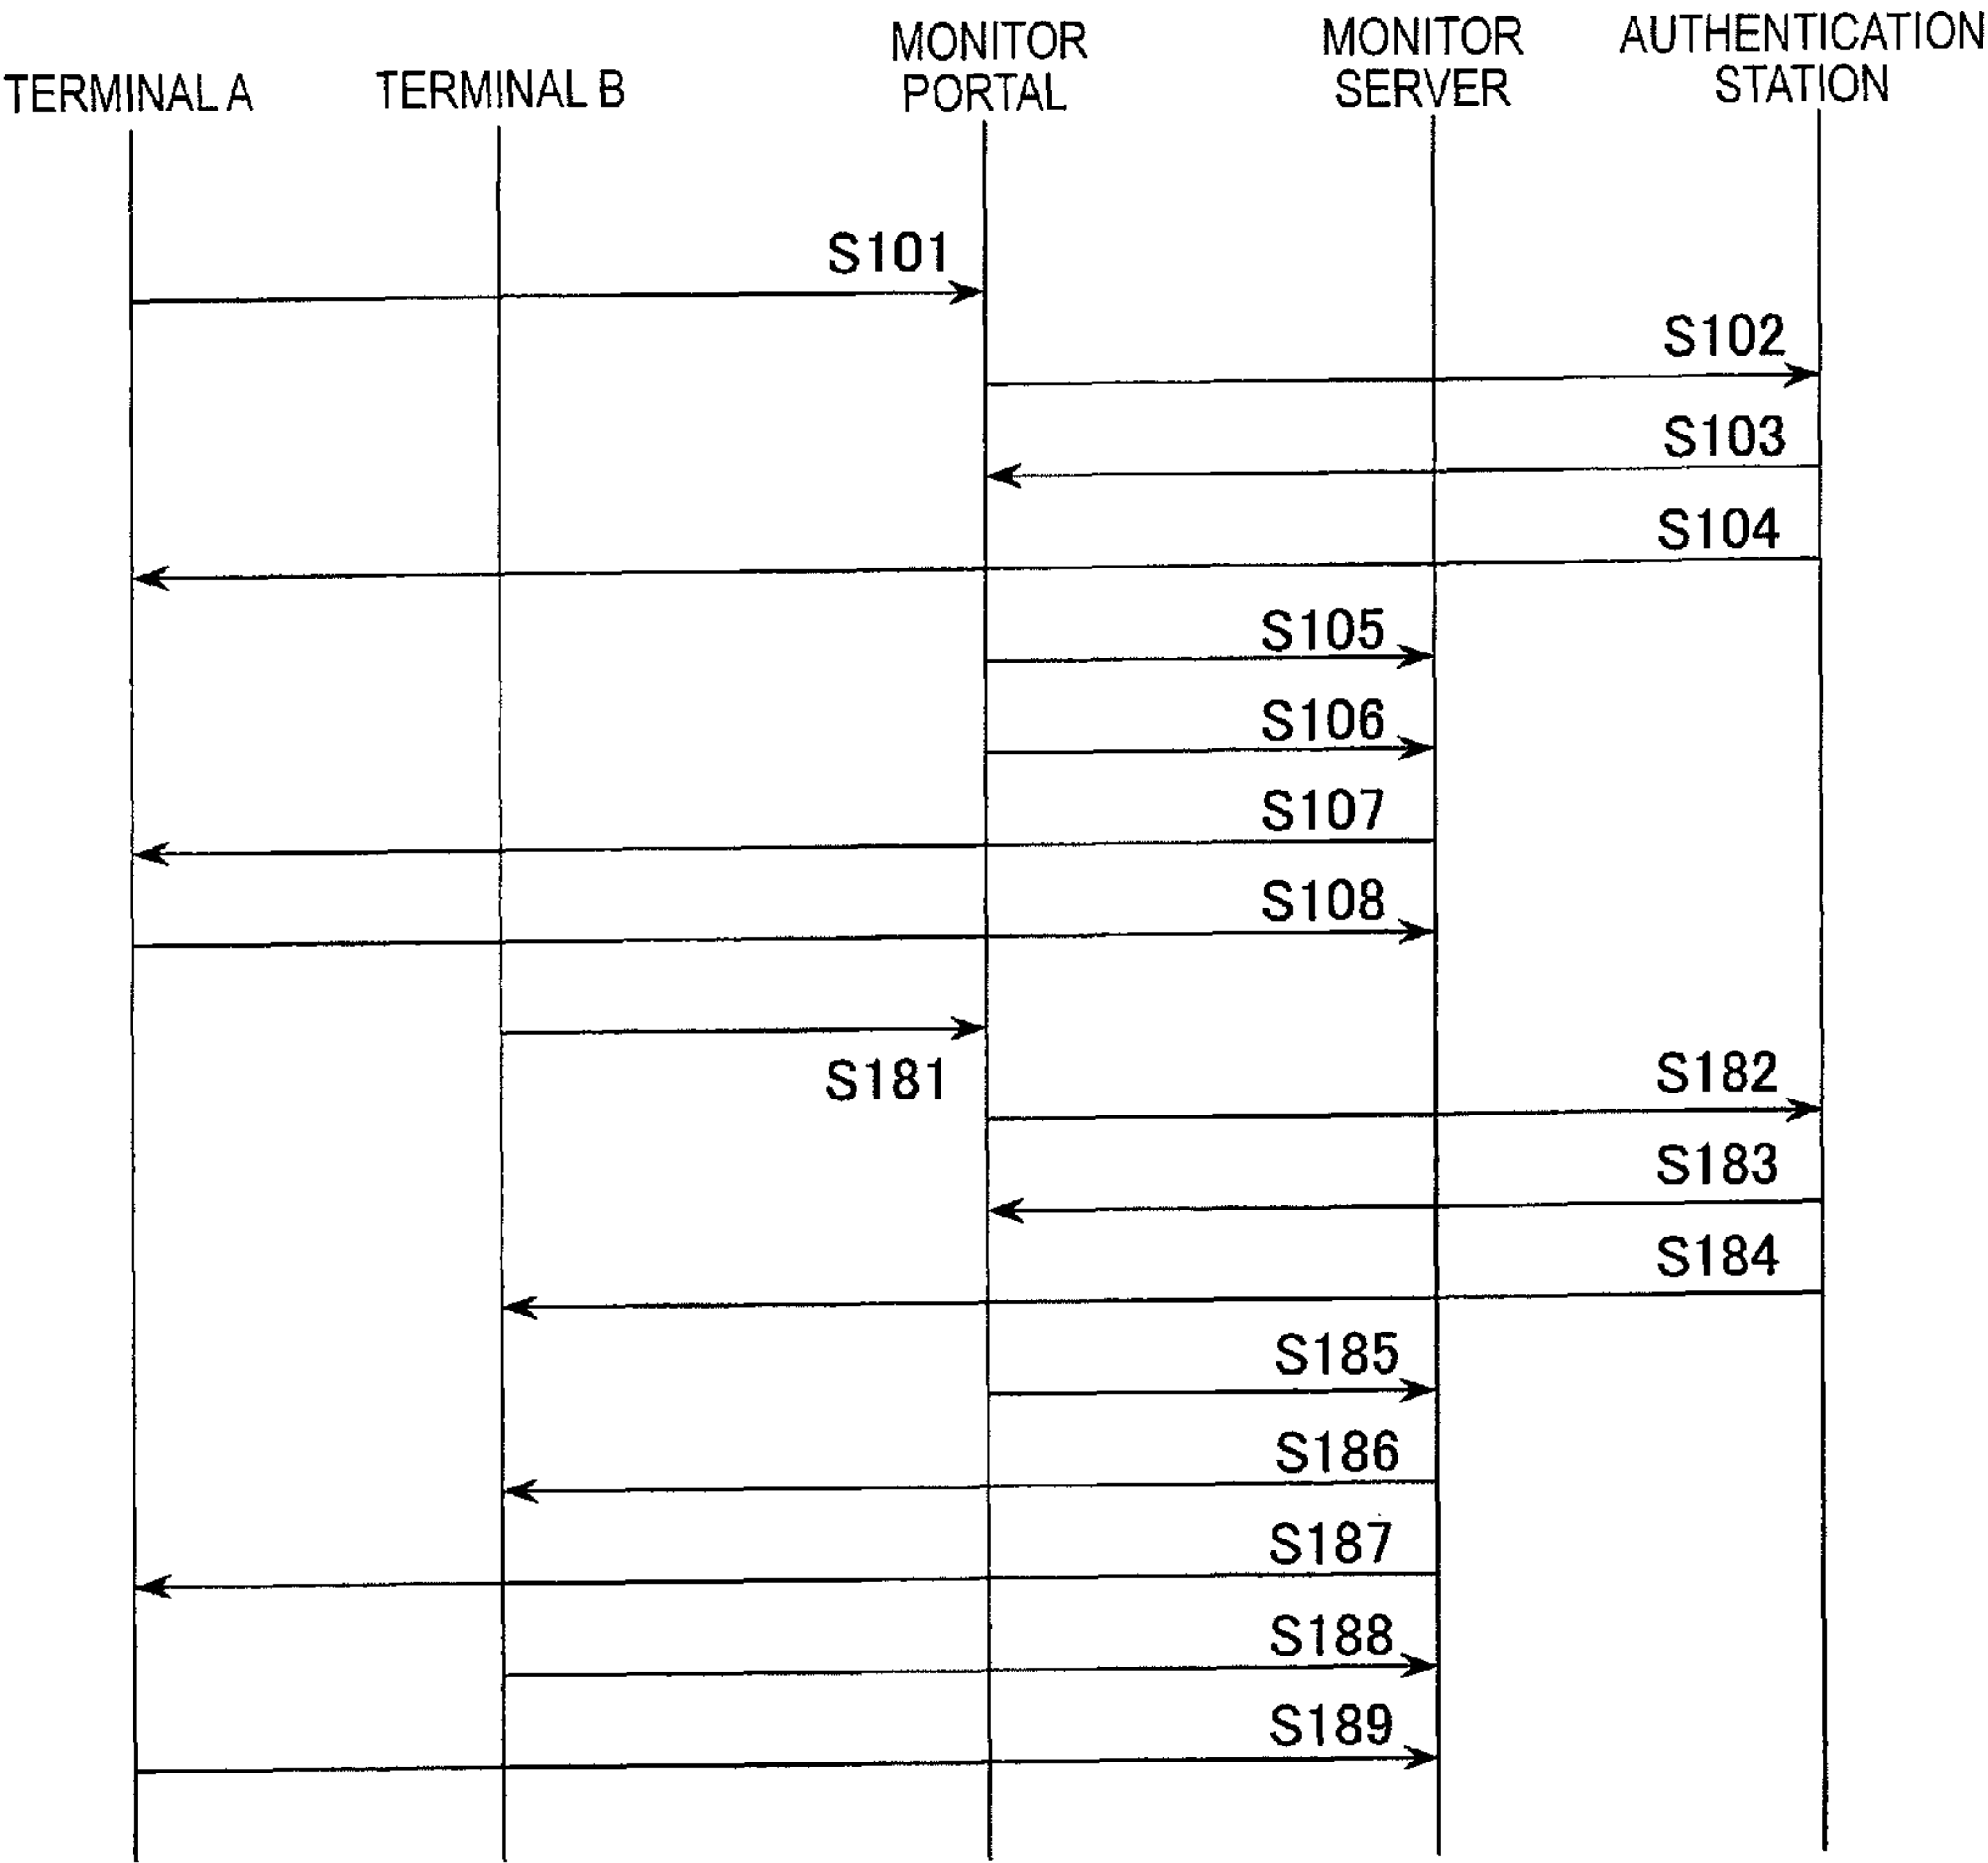 TERMINAL A
TERMINAL B
MONITOR
PORTAL
MONITOR
SERVER
AUTHENTICATION
STATION
S101
S102
S103
S104
S105
S106
S107
S108
S181
S182
S183
S184
S185
S186
S187
S188
S189